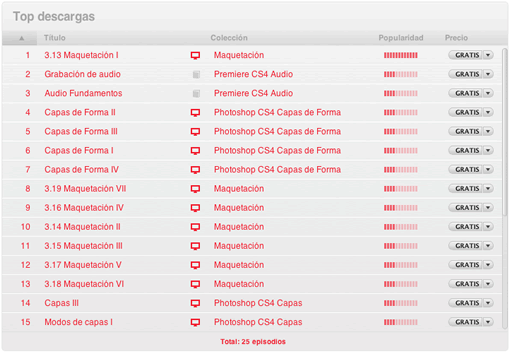 Top descargas
▲ Título Colección Popularidad Precio
1 3.13 Maquetación I Maquetación GRATIS
2 Grabación de audio Premiere CS4 Audio GRATIS
3 Audio Fundamentos Premiere CS4 Audio GRATIS
4 Capas de Forma II Photoshop CS4 Capas de Forma GRATIS
5 Capas de Forma III Photoshop CS4 Capas de Forma GRATIS
6 Capas de Forma I Photoshop CS4 Capas de Forma GRATIS
7 Capas de Forma IV Photoshop CS4 Capas de Forma GRATIS
8 3.19 Maquetación VII Maquetación GRATIS
9 3.16 Maquetación IV Maquetación GRATIS
10 3.14 Maquetación II Maquetación GRATIS
11 3.15 Maquetación III Maquetación GRATIS
12 3.17 Maquetación V Maquetación GRATIS
13 3.18 Maquetación VI Maquetación GRATIS
14 Capas III Photoshop CS4 Capas GRATIS
15 Modos de capas I Photoshop CS4 Capas GRATIS
Total: 25 episodios